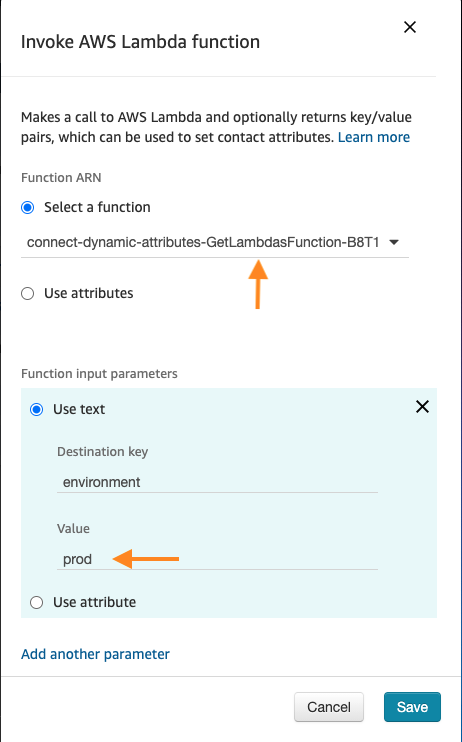 Invoke AWS Lambda function
Makes a call to AWS Lambda and optionally returns key/value
pairs, which can be used to set contact attributes. Learn more
Function ARN
Select a function
connect-dynamic-attributes-GetLambdasFunction-B8T1
Use attributes
Function input parameters
Use text
Destination key
environment
Value
prod
Use attribute
Add another parameter
Cancel Save